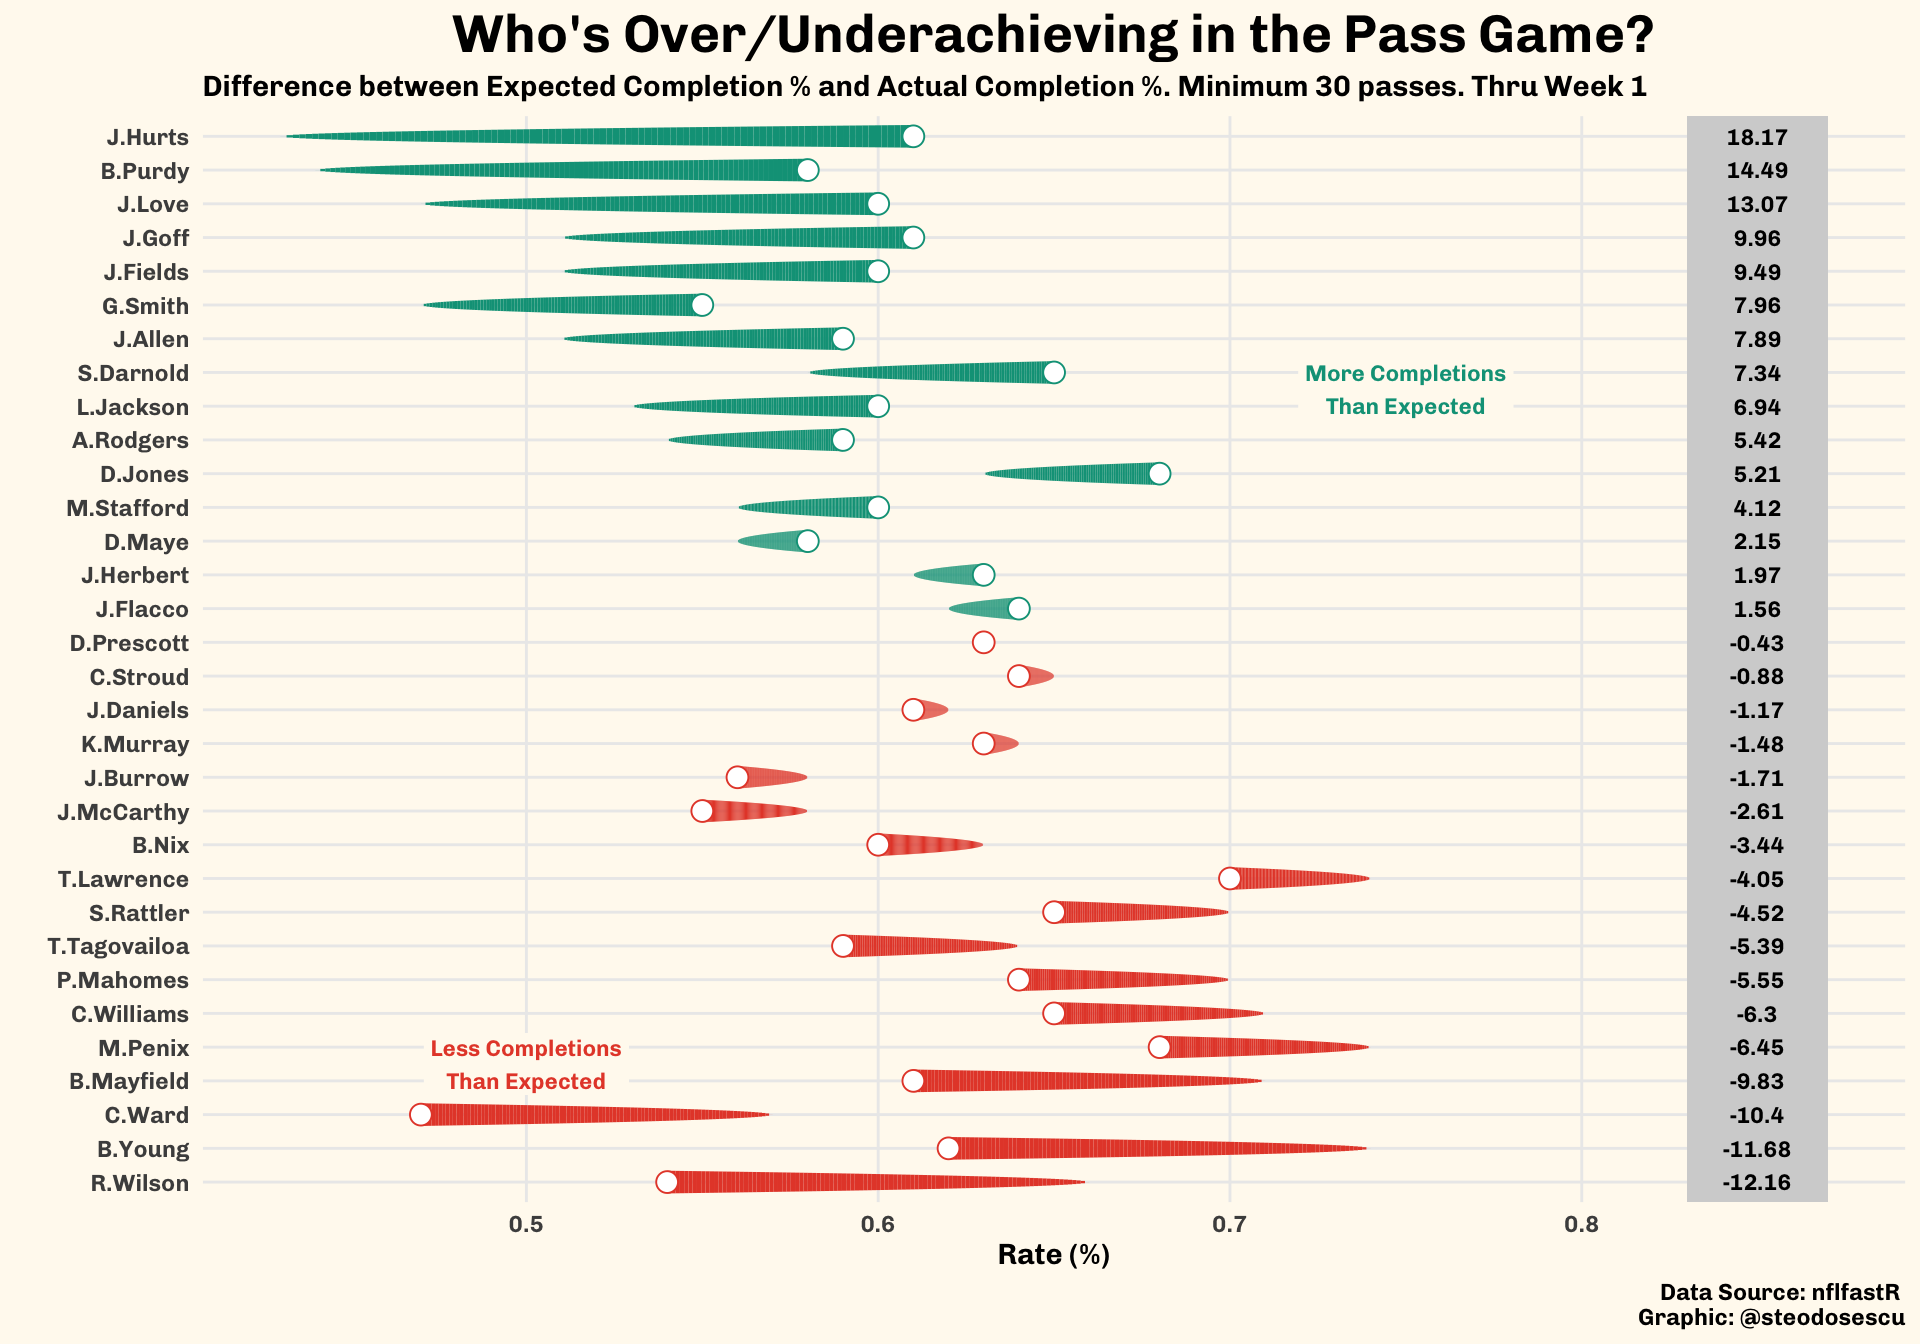 Who's Over/Underachieving in the Pass Game?
Difference between Expected Completion % and Actual Completion %. Minimum 30 passes. Thru Week 1
J.Hurts 18.17
B.Purdy 14.49
J.Love 13.07
J.Goff 9.96
J.Fields 9.49
G.Smith 7.96
J.Allen 7.89
S.Darnold More Completions 7.34
L.Jackson Than Expected 6.94
A.Rodgers 5.42
D.Jones 5.21
M.Stafford 4.12
D.Maye 2.15
J.Herbert 1.97
J.Flacco 1.56
D.Prescott -0.43
C.Stroud -0.88
J.Daniels -1.17
K.Murray -1.48
J.Burrow -1.71
J.McCarthy -2.61
B.Nix -3.44
T.Lawrence -4.05
S.Rattler -4.52
T.Tagovailoa -5.39
P.Mahomes -5.55
C.Williams -6.3
M.Penix Less Completions -6.45
B.Mayfield Than Expected -9.83
C.Ward -10.4
B.Young -11.68
R.Wilson -12.16
0.5 0.6 0.7 0.8
Rate (%)
Data Source: nflfastR
Graphic: @steodosescu